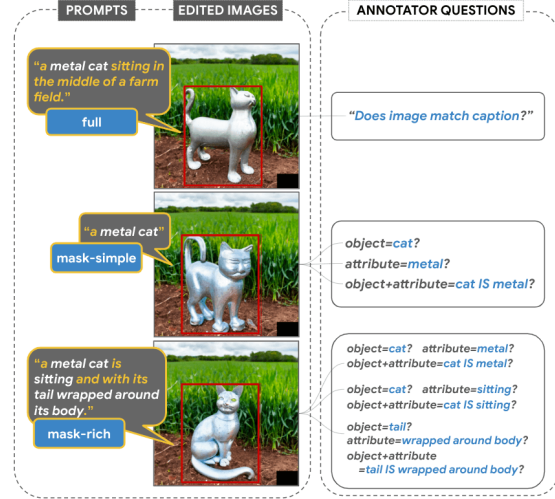 PROMPTS
EDITED IMAGES
ANNOTATOR QUESTIONS
“a metal cat sitting in
the middle of a farm
field.”
full
“Does image match caption?”
“a metal cat”
mask-simple
object=cat?
attribute=metal?
object+attribute=cat IS metal?
“a metal cat is
sitting and with its
tail wrapped around
its body.”
mask-rich
object=cat? attribute=metal?
object+attribute=cat IS metal?
object=cat? attribute=sitting?
object+attribute=cat IS sitting?
object=tail?
attribute=wrapped around body?
object+attribute
=tail IS wrapped around body?